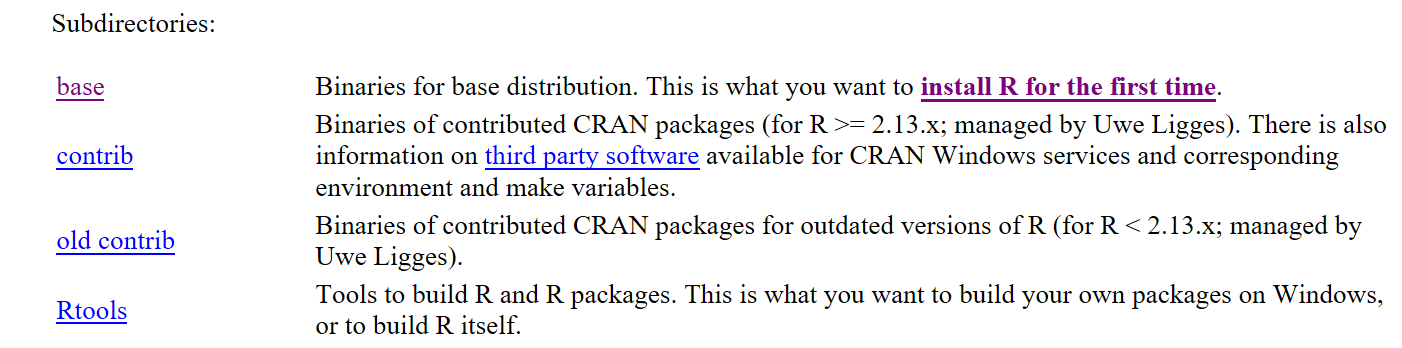 Subdirectories:
base
Binaries for base distribution. This is what you want to install R for the first time.
contrib
Binaries of contributed CRAN packages (for R >= 2.13.x; managed by Uwe Ligges). There is also
information on third party software available for CRAN Windows services and corresponding
environment and make variables.
old contrib
Binaries of contributed CRAN packages for outdated versions of R (for R < 2.13.x; managed by
Uwe Ligges).
Rtools
Tools to build R and R packages. This is what you want to build your own packages on Windows,
or to build R itself.